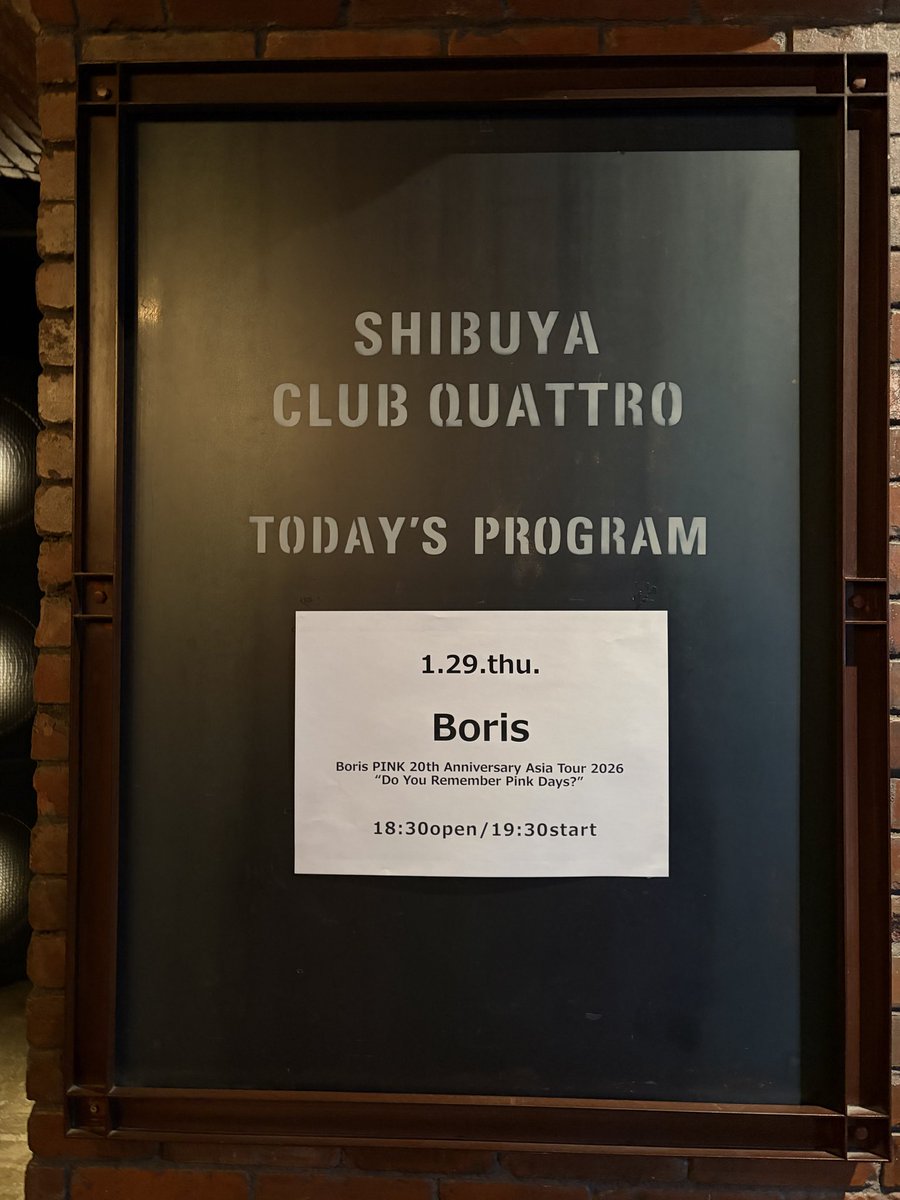 SHIBUYA
CLUB QUATTRO
TODAY'S PROGRAM
1.29.thu.
Boris
Boris PINK 20th Anniversary Asia Tour 2026
“Do You Remember Pink Days?”
18:30open/19:30start